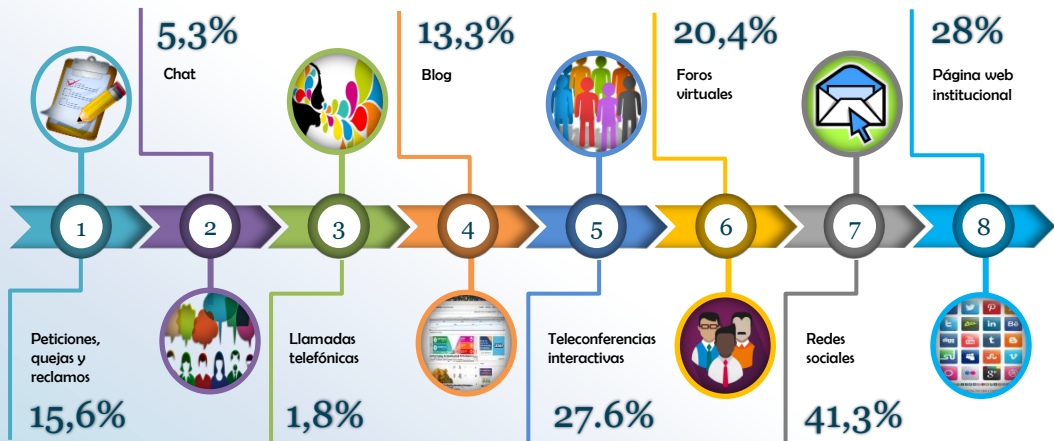 5,3%
Chat
13,3%
Blog
20,4%
Foros
virtuales
28%
Página web
institucional
1
2
3
4
5
6
7
8
Peticiones,
quejas y
reclamos
15,6%
Llamadas
telefónicas
1,8%
Teleconferencias
interactivas
27.6%
Redes
sociales
41,3%